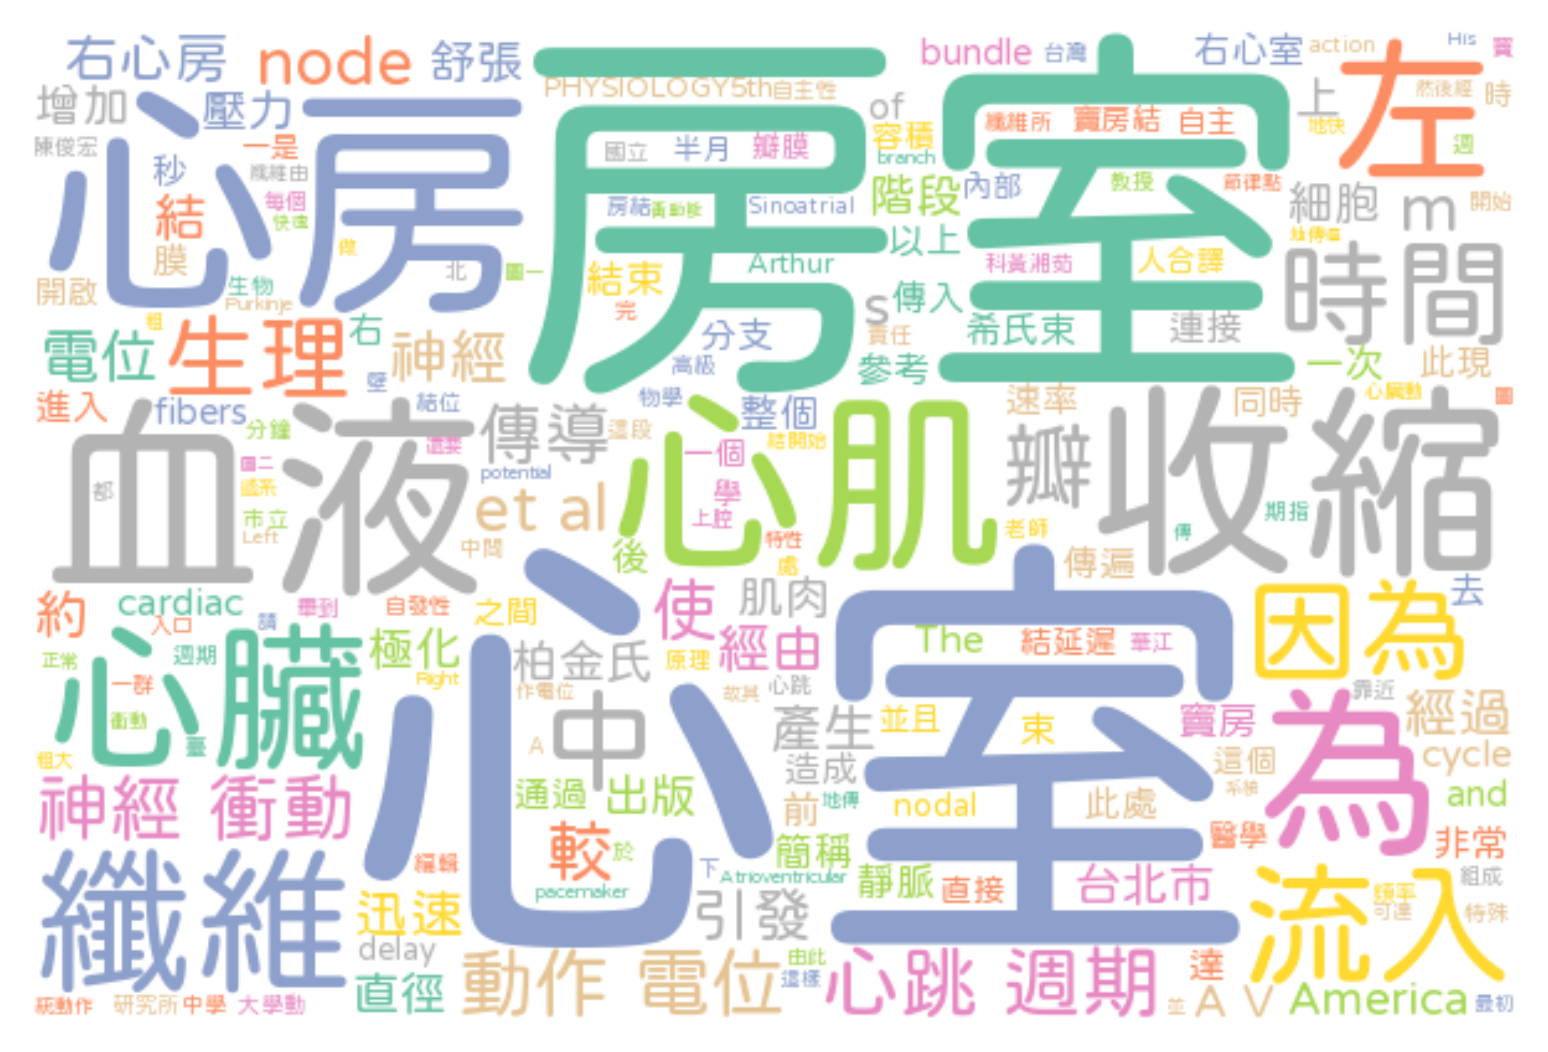 右心房 node 舒張 bundle 台灣 右心室 action His 竇
增加 壓力 PHYSIOLOGY5th 自主性 of 上 左 然後經 時
心房 房室 容積 纖維所 竇房結 自主 地快
陳俊宏 一是 國立 半月 瓣膜 branch 週
秒 纖維由 階段 內部 教授 節律點
結 每個 快速 房結 衝動能 Sinoatrial 細胞 m 開始
膜 做 以上
開啟 生物 北 圖一 結束 Arthur 科黃湘茹 人合譯 時間
Purkinje 完 s 傳入
電位 生理 粗 右 神經 分支 責任 希氏束 連接
壁 高級 參考 一次 此現
進入 fibers 結位 物學 整個 速率 同時 心臟動 圖
血液 分鐘 這要 傳導 這段 心肌 一個 結開始 瓣 收縮
圖二 potential 學
都 遞系 et al 上腔
市立 Left 中間 後 特性 處 老師 傳 期指
傳遍
約 cardiac 入口 請 畢到 自發性 之間 使 肌肉 因為 去
心臟 正常 週期 極化 柏金氏 經由 The 結延遲 華江
一群 Right 作電位 原理 故其 心跳 靠近
衝動 臺 心室 中 產生 並且 束 竇房 為 經過
粗大 A 造成 這個 cycle
神經 衝動 通過 出版 前 地傳 nodal 此處 系統 and
編輯 較 於 簡稱 醫學 非常
纖維 pacemaker 下 Atrioventricular 靜脈 直接 台北市 流入 頻率 組成
迅速 引發 可達 特殊
delay 直徑 動作 電位 由此 這樣 心跳 週期 達
統動作 研究所 中學 大學動 並 A V America 最初